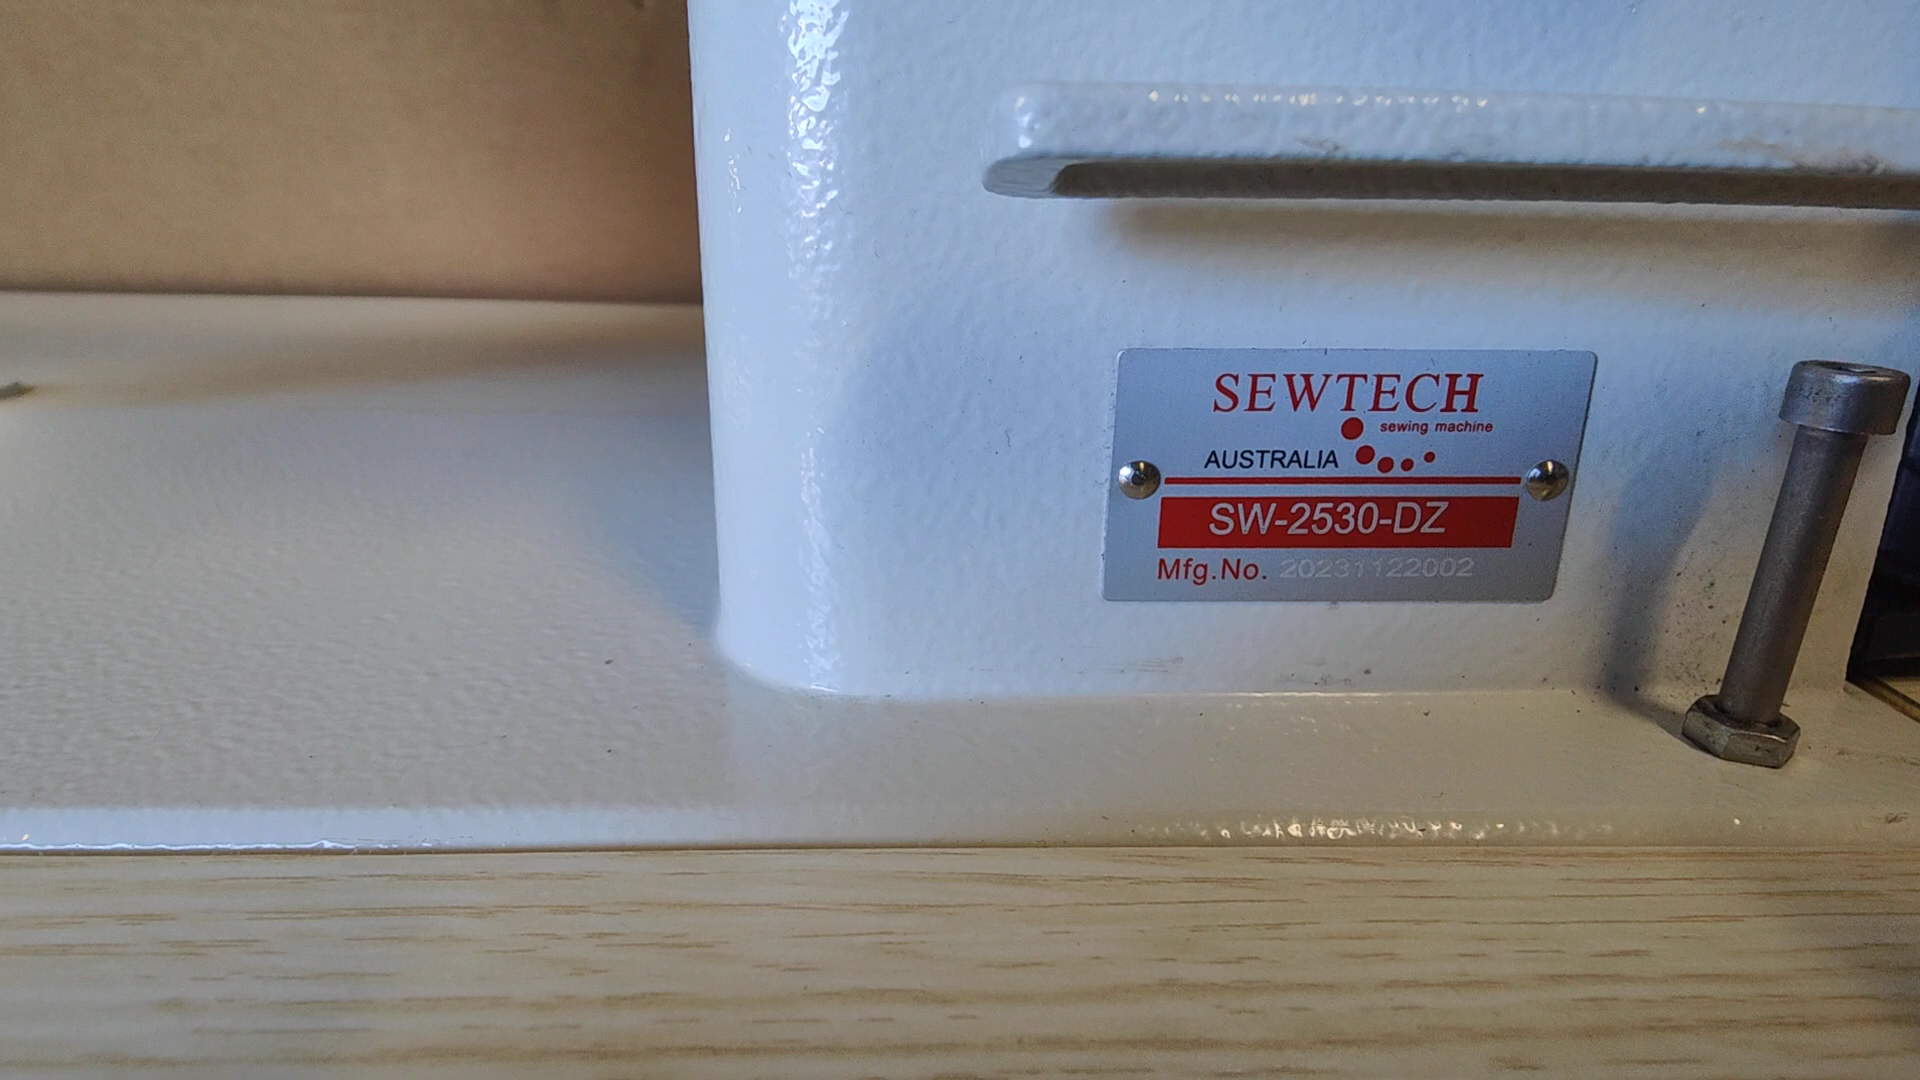 SEWTECH
sewing machine
AUSTRALIA
SW-2530-DZ
Mfg.No. 20231122002